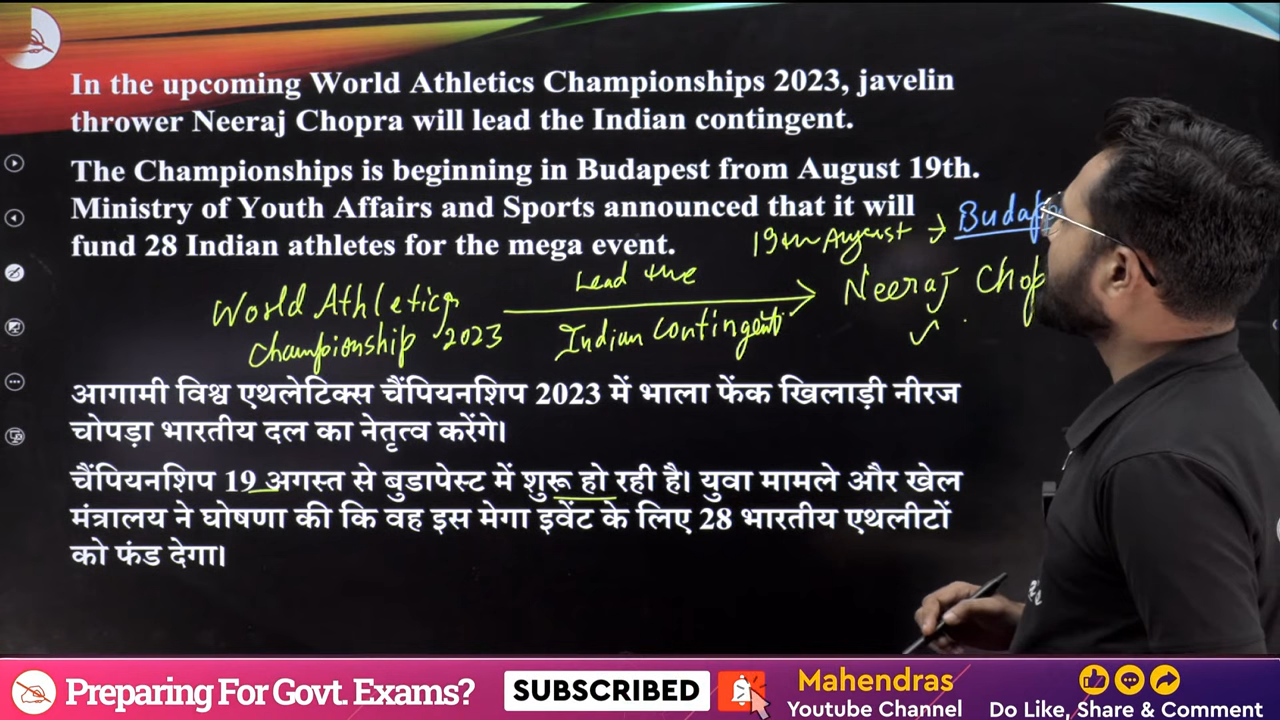 In the upcoming World Athletics Championships 2023, javelin
thrower Neeraj Chopra will lead the Indian contingent.
The Championships is beginning in Budapest from August 19th.
Ministry of Youth Affairs and Sports announced that it will
fund 28 Indian athletes for the mega event.
19th August → Budap
World Athletics
Championship 2023
Lead the
Indian Contingent
Neeraj Chop
आगामी विश्व एथलेटिक्स चैंपियनशिप 2023 में भाला फेंक खिलाड़ी नीरज
चोपड़ा भारतीय दल का नेतृत्व करेंगे।
चैंपियनशिप 19 अगस्त से बुडापेस्ट में शुरू हो रही है। युवा मामले और खेल
मंत्रालय ने घोषणा की कि वह इस मेगा इवेंट के लिए 28 भारतीय एथलीटों
को फंड देगा।
Preparing For Govt. Exams?
SUBSCRIBED
Mahendras
Youtube Channel
Do Like, Share & Comment